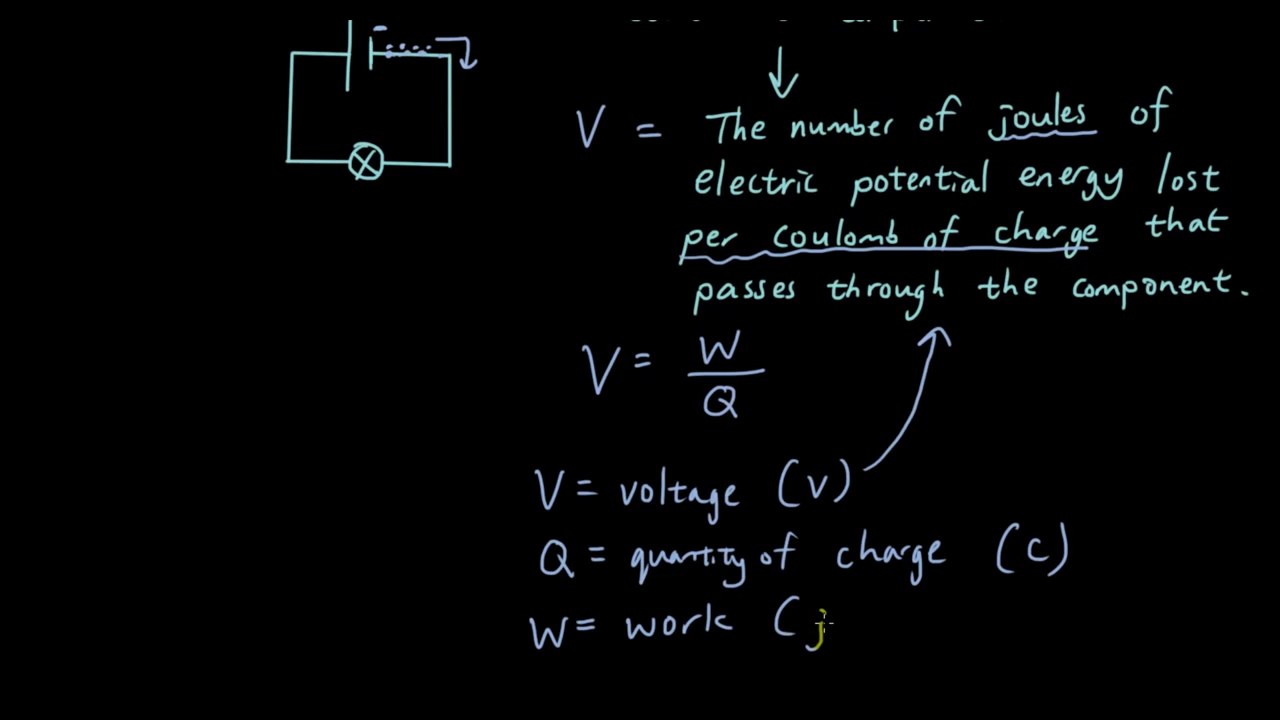 V = The number of joules of
electric potential energy lost
per coulomb of charge that
passes through the component.
V = W
Q
V = voltage (v)
Q = quantity of charge (c)
W = work (j